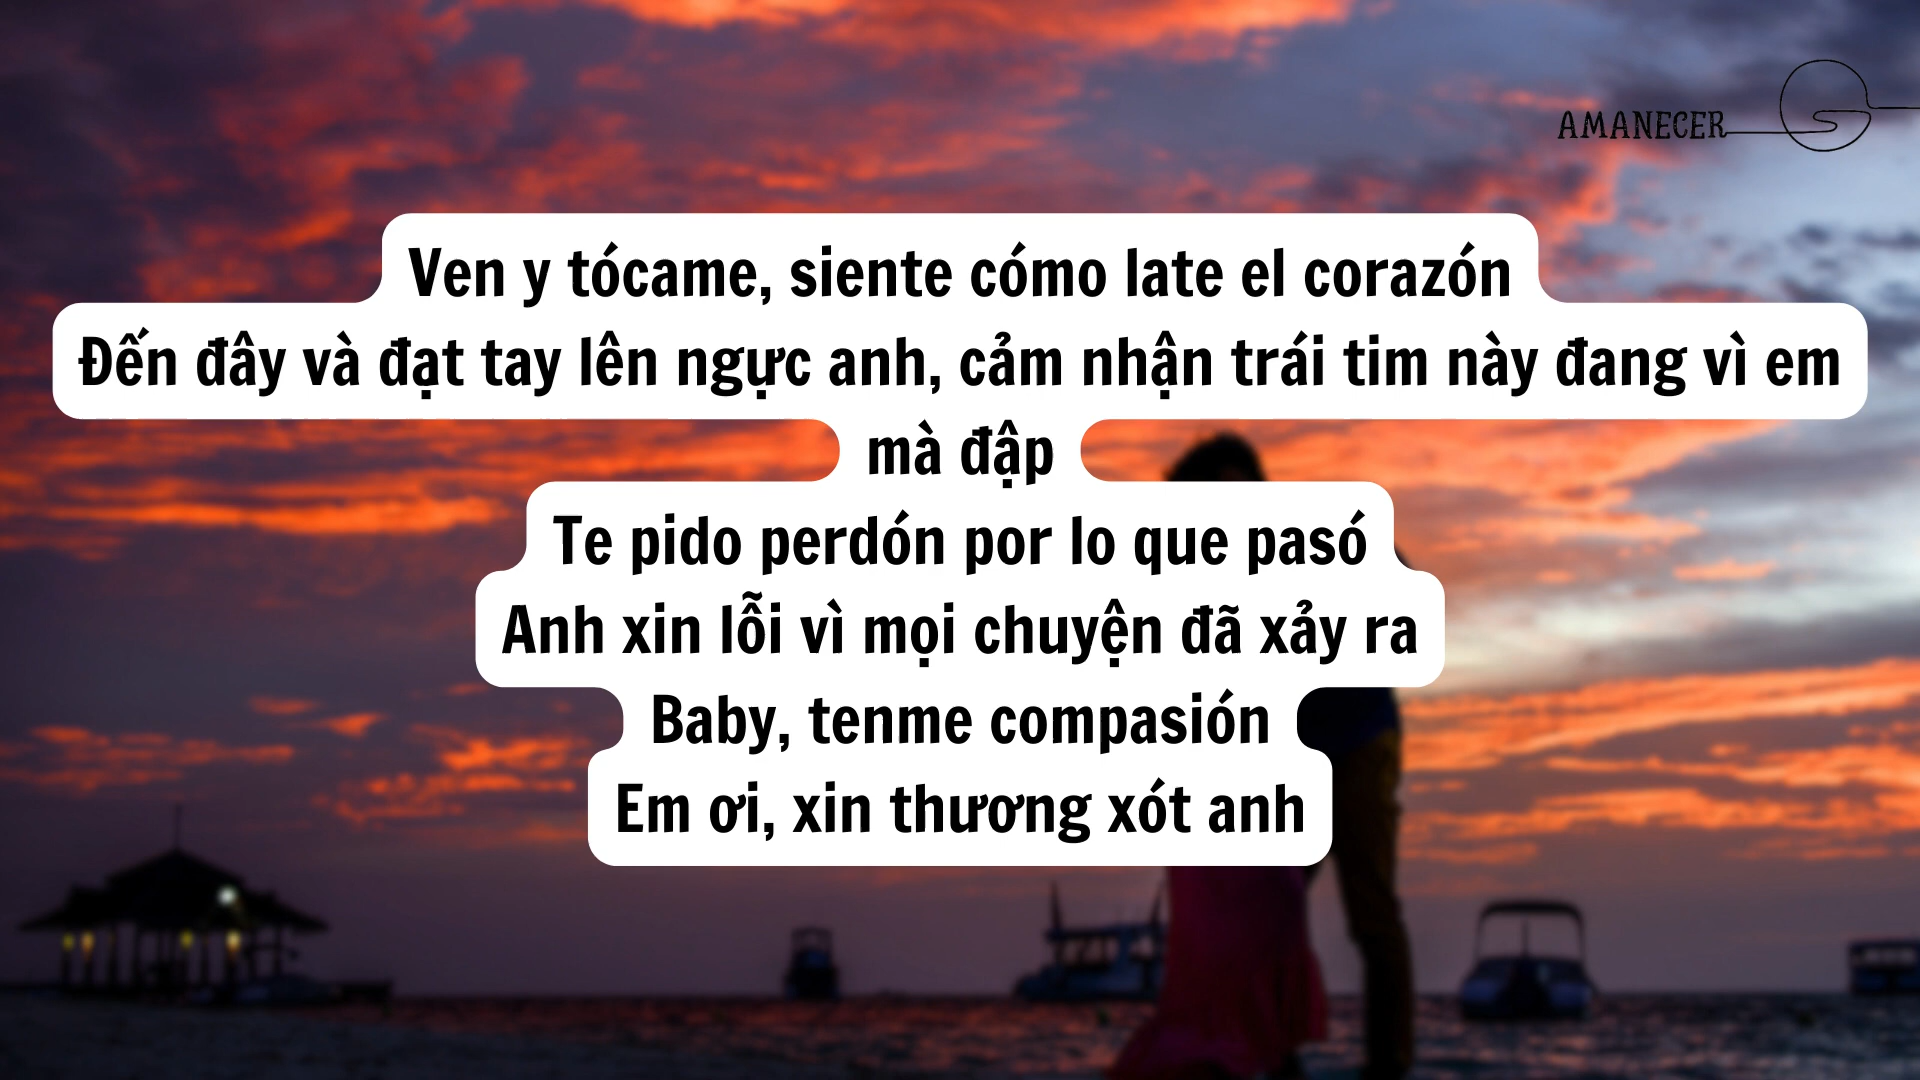 AMANECER
Ven y tócame, siente cómo late el corazón
Đến đây và đạt tay lên ngực anh, cảm nhận trái tim này đang vì em
mà đập
Te pido perdón por lo que pasó
Anh xin lỗi vì mọi chuyện đã xảy ra
Baby, tenme compasión
Em ơi, xin thương xót anh